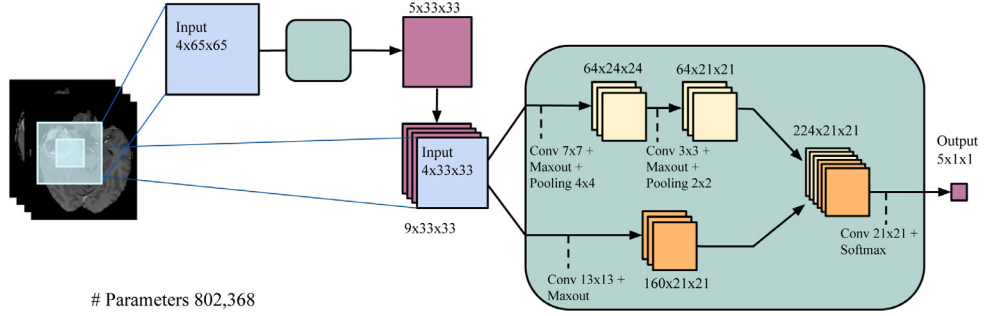 Input
4x65x65
5x33x33
Input
4x33x33
9x33x33
64x24x24
64x21x21
Conv 7x7 +
Maxout +
Pooling 4x4
Conv 3x3 +
Maxout +
Pooling 2x2
224x21x21
Output
5x1x1
Conv 21x21 +
Softmax
Conv 13x13 +
Maxout
160x21x21
# Parameters 802,368